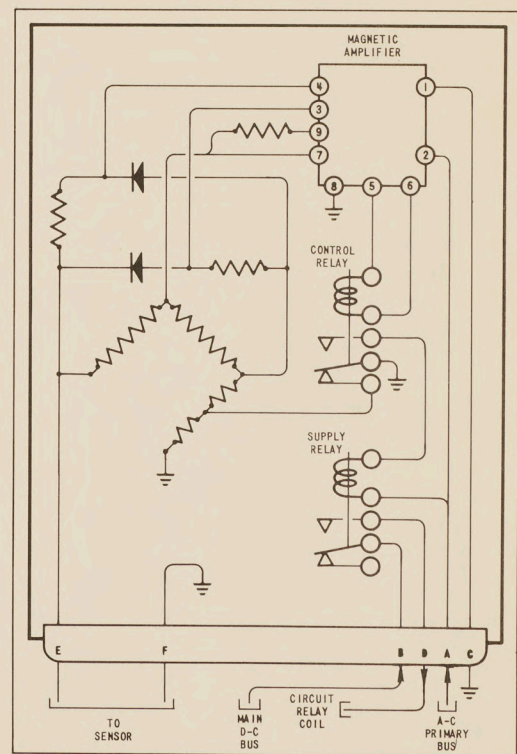 MAGNETIC
AMPLIFIER
4
1
3
9
7
2
8
5
6
CONTROL
RELAY
SUPPLY
RELAY
E
F
B
D
A
C
TO
SENSOR
MAIN
D-C
BUS
CIRCUIT
RELAY
COIL
A-C
PRIMARY
BUS